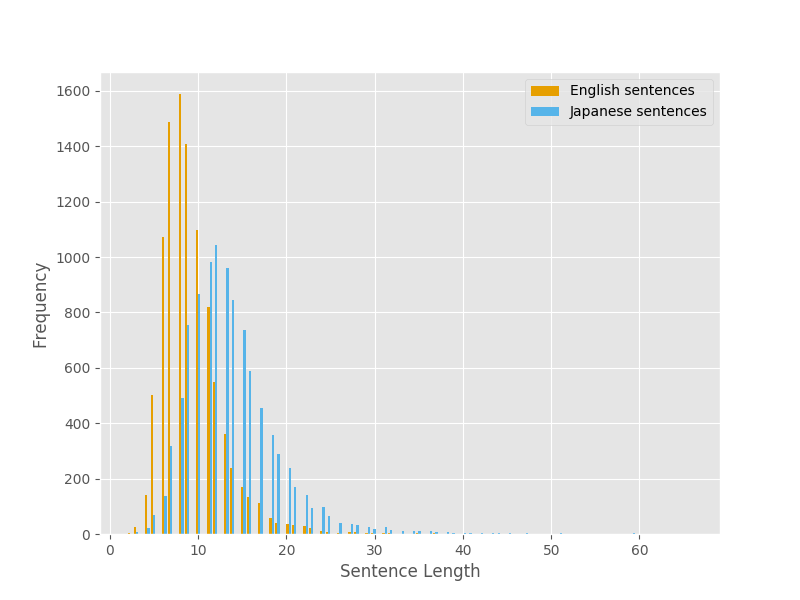 English sentences
Japanese sentences
1600
1400
1200
1000
800
600
400
200
0
Frequency
0 10 20 30 40 50 60
Sentence Length